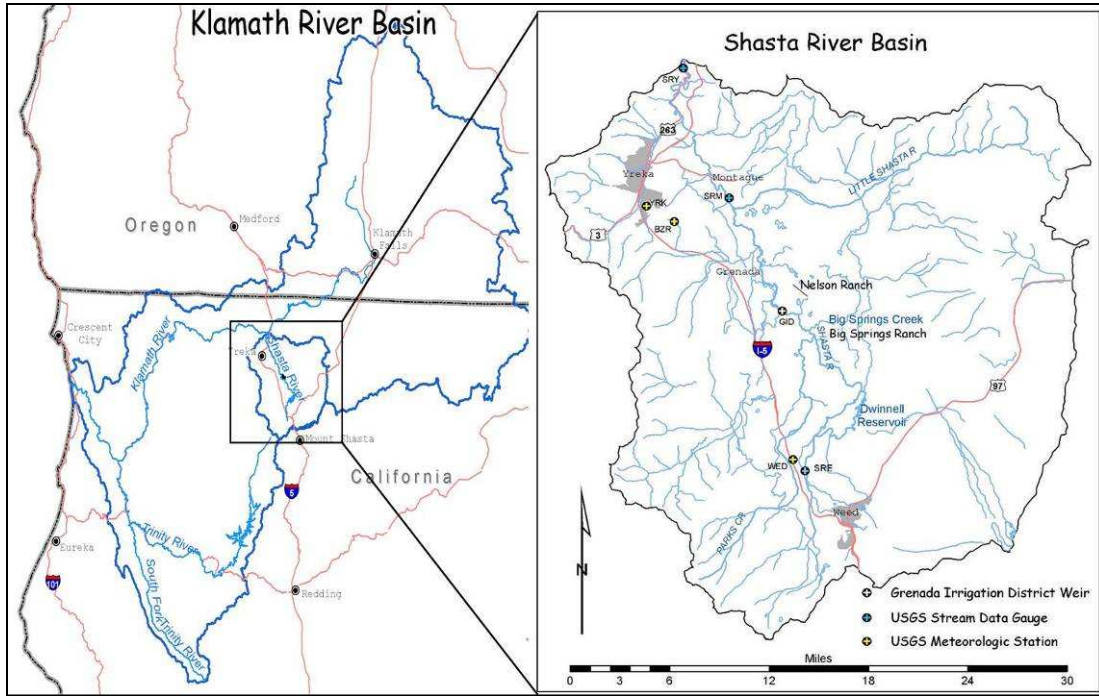 Klamath River Basin
Oregon
Medford
Klamath
Falls
Crescent
City
Klamath River
Yreka
Shasta River
Mount Shasta
California
5
Trinity River
South Fork Trinity River
Eureka
101
Redding
Shasta River Basin
SRY
263
Yreka
Montague
LITTLE SHASTA R
SRM
YRK
BZR
3
Grenada
Nelson Ranch
GID
Big Springs Creek
Big Springs Ranch
SHASTA R
I-5
97
Dwinnell
Reservoir
WED
SRE
Weed
PARKS CR
N
Grenada Irrigation District Weir
USGS Stream Data Gauge
USGS Meteorologic Station
Miles
0 3 6 12 18 24 30